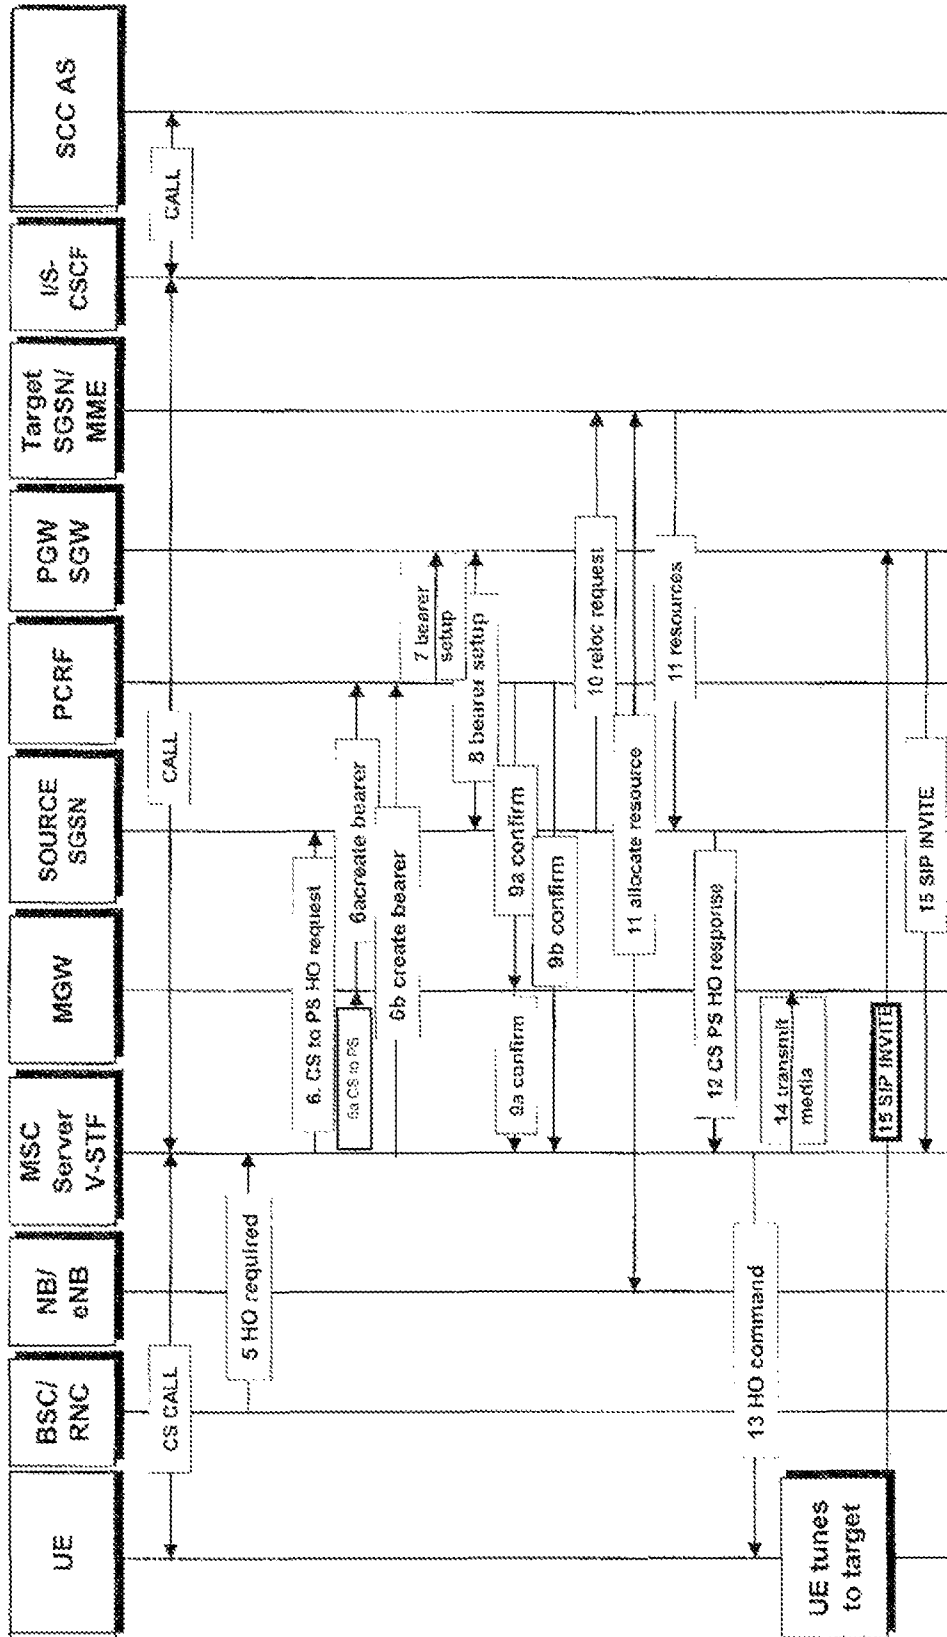 UE
BSC/
RNC
NB/
eNB
MSC
Server
V-STF
MGW
SOURCE
SGSN
PCRF
PGW
SGW
Target
SGSN/
MME
I/S-
CSCF
SCC AS
CS CALL
CALL
CALL
5 HO required
6. CS to PS HO request
6a CS to PS
6acreate bearer
6b create bearer
7 bearer
setup
8 bearer setup
9a confirm
9a confirm
9b confirm
10 reloc request
11 allocate resource
11 resources
12 CS PS HO response
13 HO command
14 transmit
media
UE tunes
to target
15 SIP INVITE
15 SIP INVITE